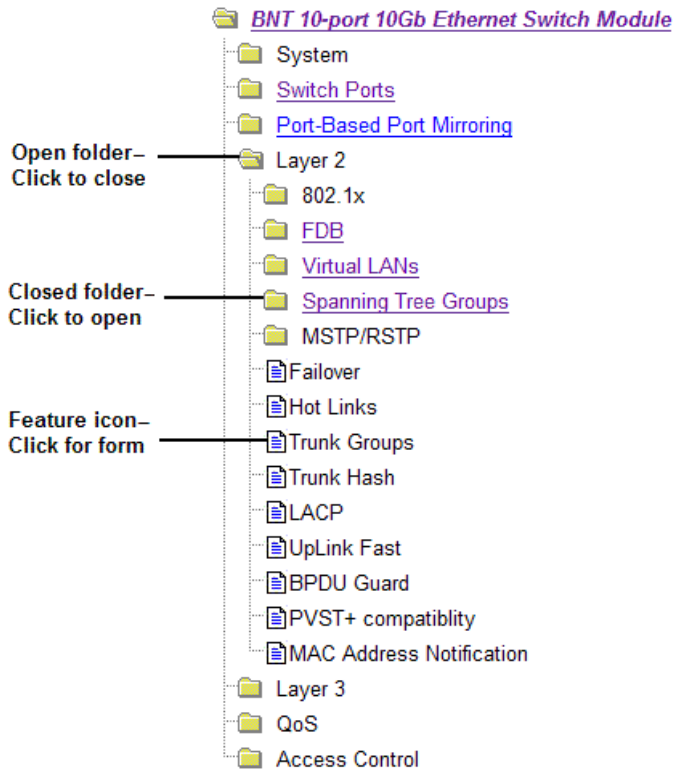 BNT 10-port 10Gb Ethernet Switch Module
System
Switch Ports
Port-Based Port Mirroring
Open folder–
Click to close
Layer 2
802.1x
FDB
Virtual LANs
Closed folder–
Click to open
Spanning Tree Groups
MSTP/RSTP
Failover
Hot Links
Feature icon–
Click for form
Trunk Groups
Trunk Hash
LACP
UpLink Fast
BPDU Guard
PVST+ compatiblity
MAC Address Notification
Layer 3
QoS
Access Control